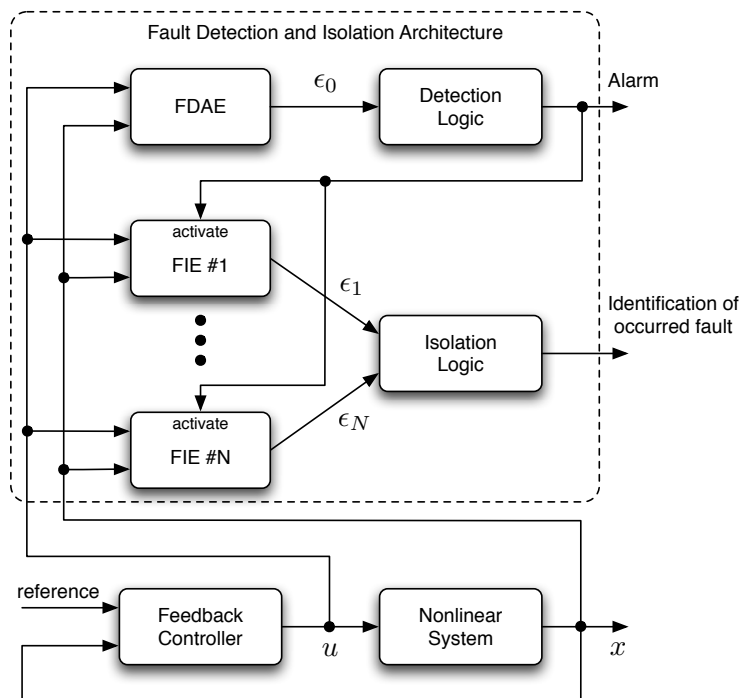 Fault Detection and Isolation Architecture
FDAE
ϵ0
Detection
Logic
Alarm
activate
FIE #1
ϵ1
Isolation
Logic
Identification of
occurred fault
activate
FIE #N
ϵN
reference
Feedback
Controller
u
Nonlinear
System
x